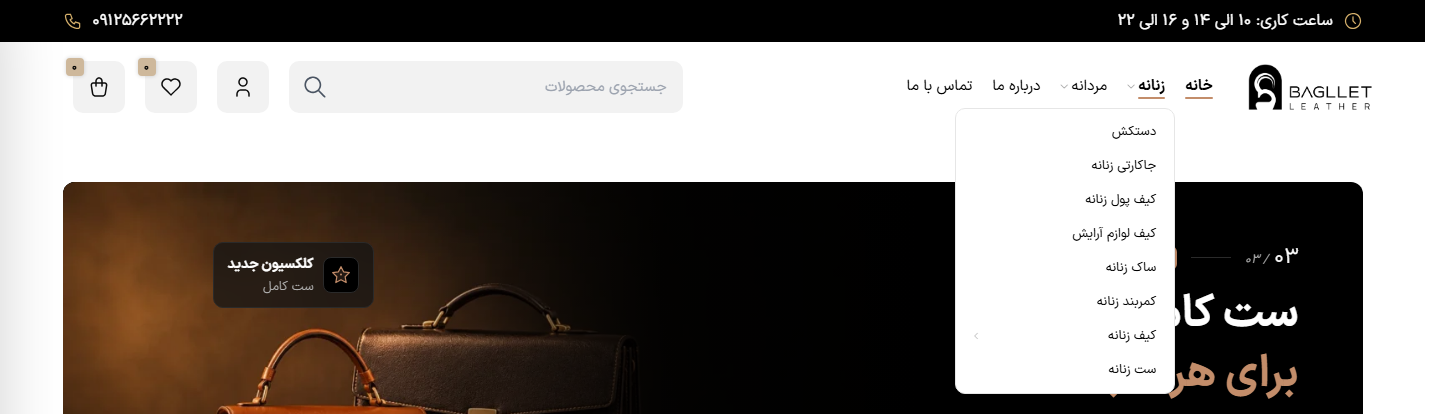 ساعت کاری: ۱۰ الی ۱۴ و ۱۶ الی ۲۲
۰۹۱۲۵۶۶۲۲۲۲
BAGLLET
LEATHER
خانه
زنانه
مردانه
درباره ما
تماس با ما
جستجوی محصولات
۰
۰
دستکش
جاکارتی زنانه
کیف پول زنانه
کیف لوازم آرایش
ساک زنانه
کمربند زنانه
کیف زنانه
ست زنانه
۰۳ / ۰۳
ست
برای هر
کلکسیون جدید
ست کامل